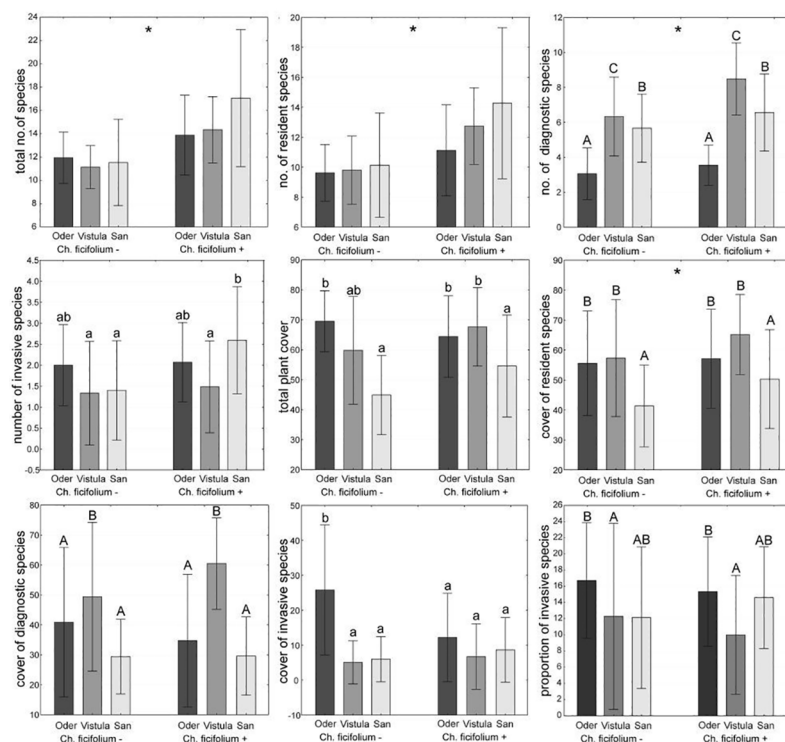 total no.of species
24
22
20
18
16
14
12
10
8
6
*
Oder Vistula San Oder Vistula San
Ch. ficifolium - Ch. ficifolium +
no. of resident species
20
18
16
14
12
10
8
6
4
*
Oder Vistula San Oder Vistula San
Ch. ficifolium - Ch. ficifolium +
no. of diagnostic species
12
10
8
6
4
2
0
*
A C B A C B
Oder Vistula San Oder Vistula San
Ch. ficifolium - Ch. ficifolium +
number of invasive species
4.5
4.0
3.5
3.0
2.5
2.0
1.5
1.0
0.5
0.0
-0.5
ab a a ab a b
Oder Vistula San Oder Vistula San
Ch. ficifolium - Ch. ficifolium +
total plant cover
100
90
80
70
60
50
40
30
20
b ab a b b a
Oder Vistula San Oder Vistula San
Ch. ficifolium - Ch. ficifolium +
cover of resident species
90
80
70
60
50
40
30
20
*
B B A B B A
Oder Vistula San Oder Vistula San
Ch. ficifolium - Ch. ficifolium +
cover of diagnostic species
80
70
60
50
40
30
20
10
A B A A B A
Oder Vistula San Oder Vistula San
Ch. ficifolium - Ch. ficifolium +
cover of invasive species
50
40
30
20
10
0
-10
b a a a a a
Oder Vistula San Oder Vistula San
Ch. ficifolium - Ch. ficifolium +
proportion of invasive species
26
24
22
20
18
16
14
12
10
8
6
4
2
0
B A AB B A AB
Oder Vistula San Oder Vistula San
Ch. ficifolium - Ch. ficifolium +